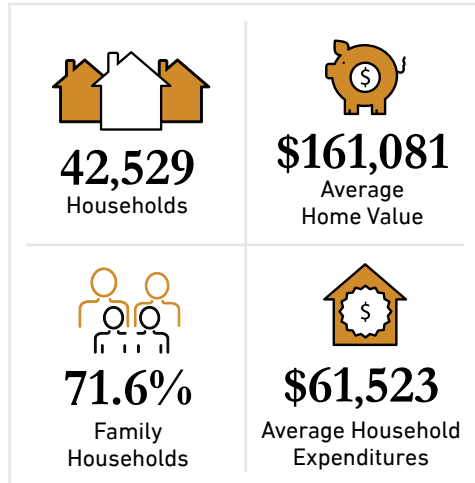 42,529
Households
$
$161,081
Average
Home Value
71.6%
Family
Households
$
$61,523
Average Household
Expenditures